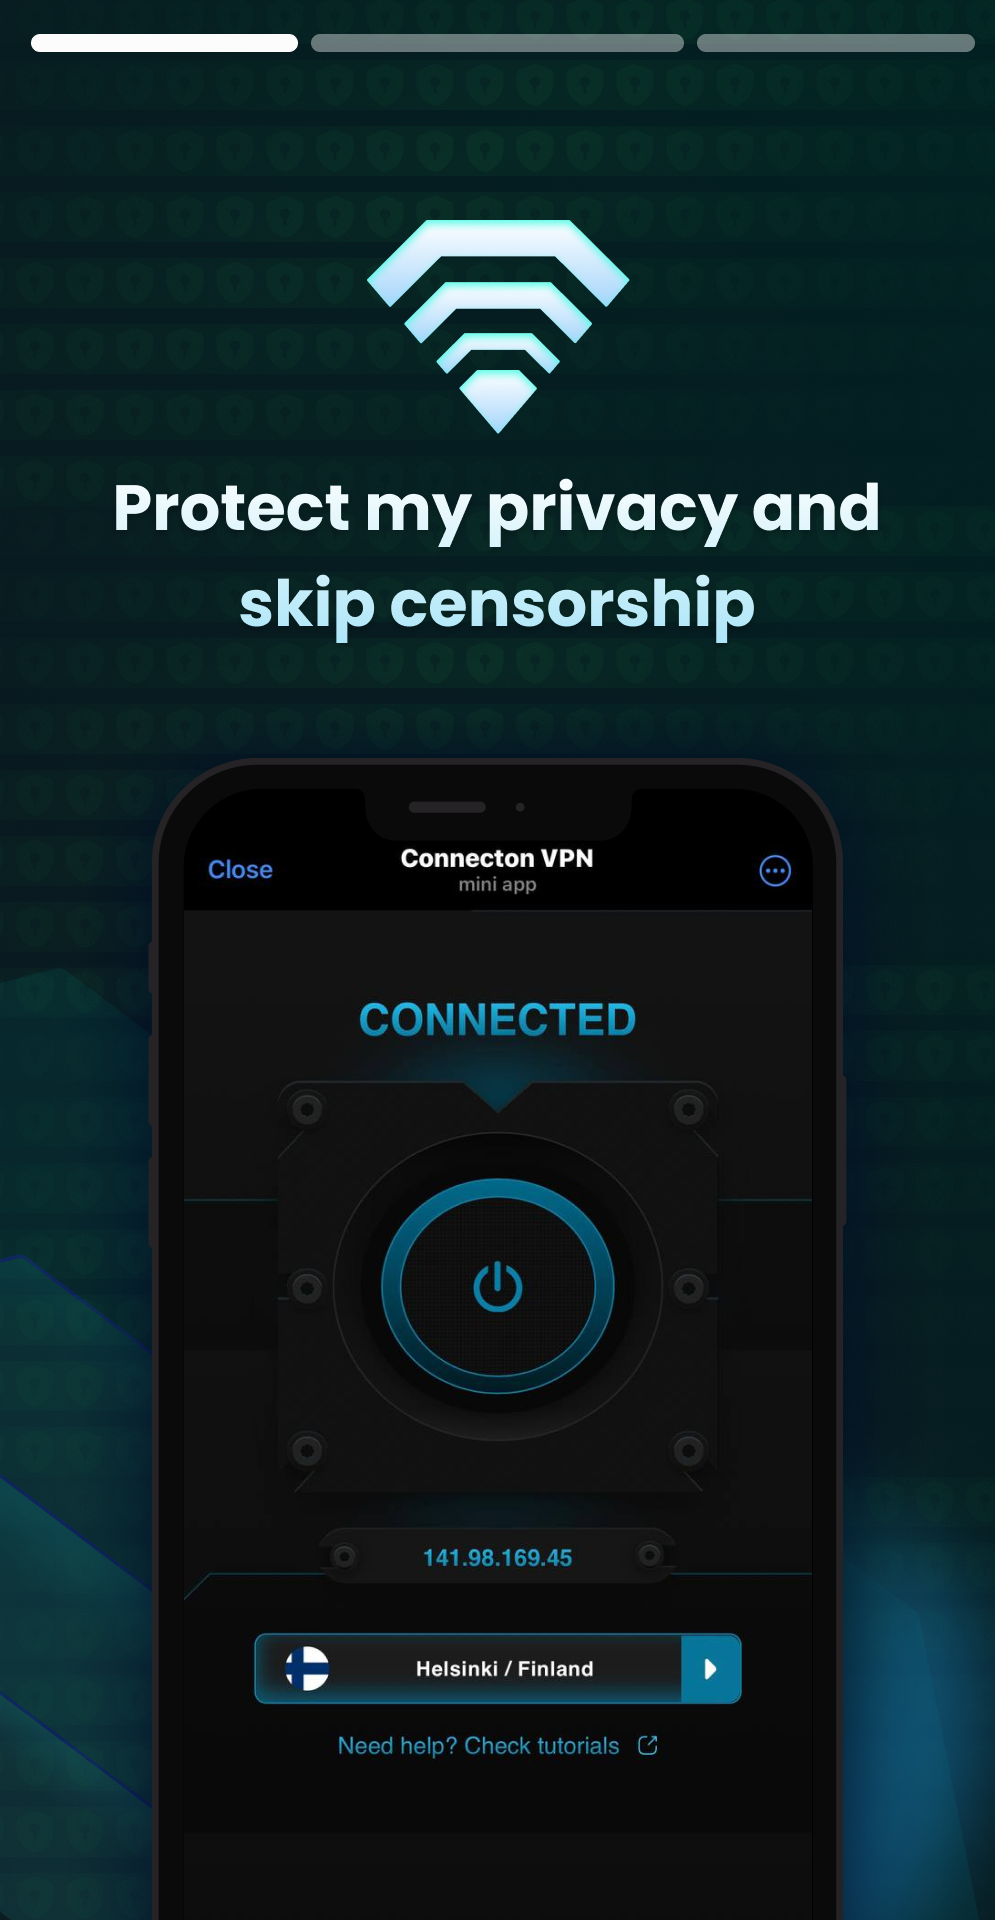 Protect my privacy and
skip censorship
Close
Connecton VPN
mini app
CONNECTED
141.98.169.45
Helsinki / Finland
Need help? Check tutorials